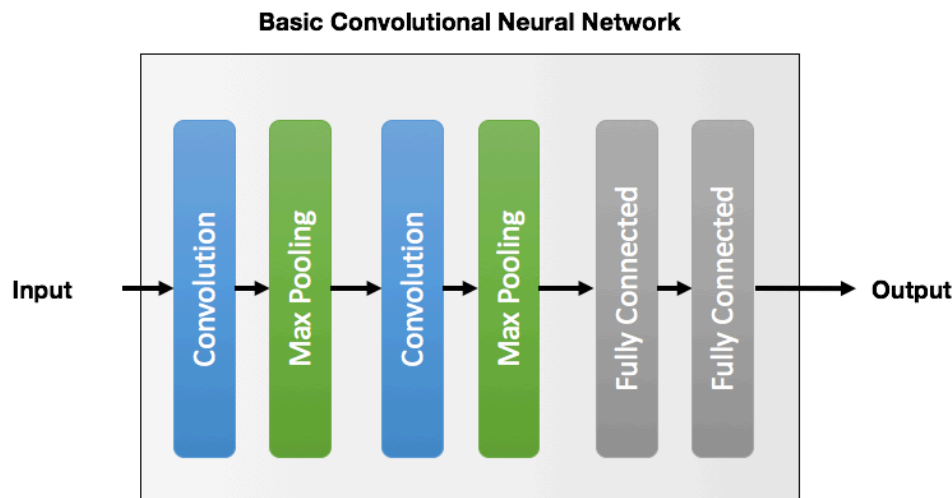 Basic Convolutional Neural Network
Input
Convolution
Max Pooling
Convolution
Max Pooling
Fully Connected
Fully Connected
Output